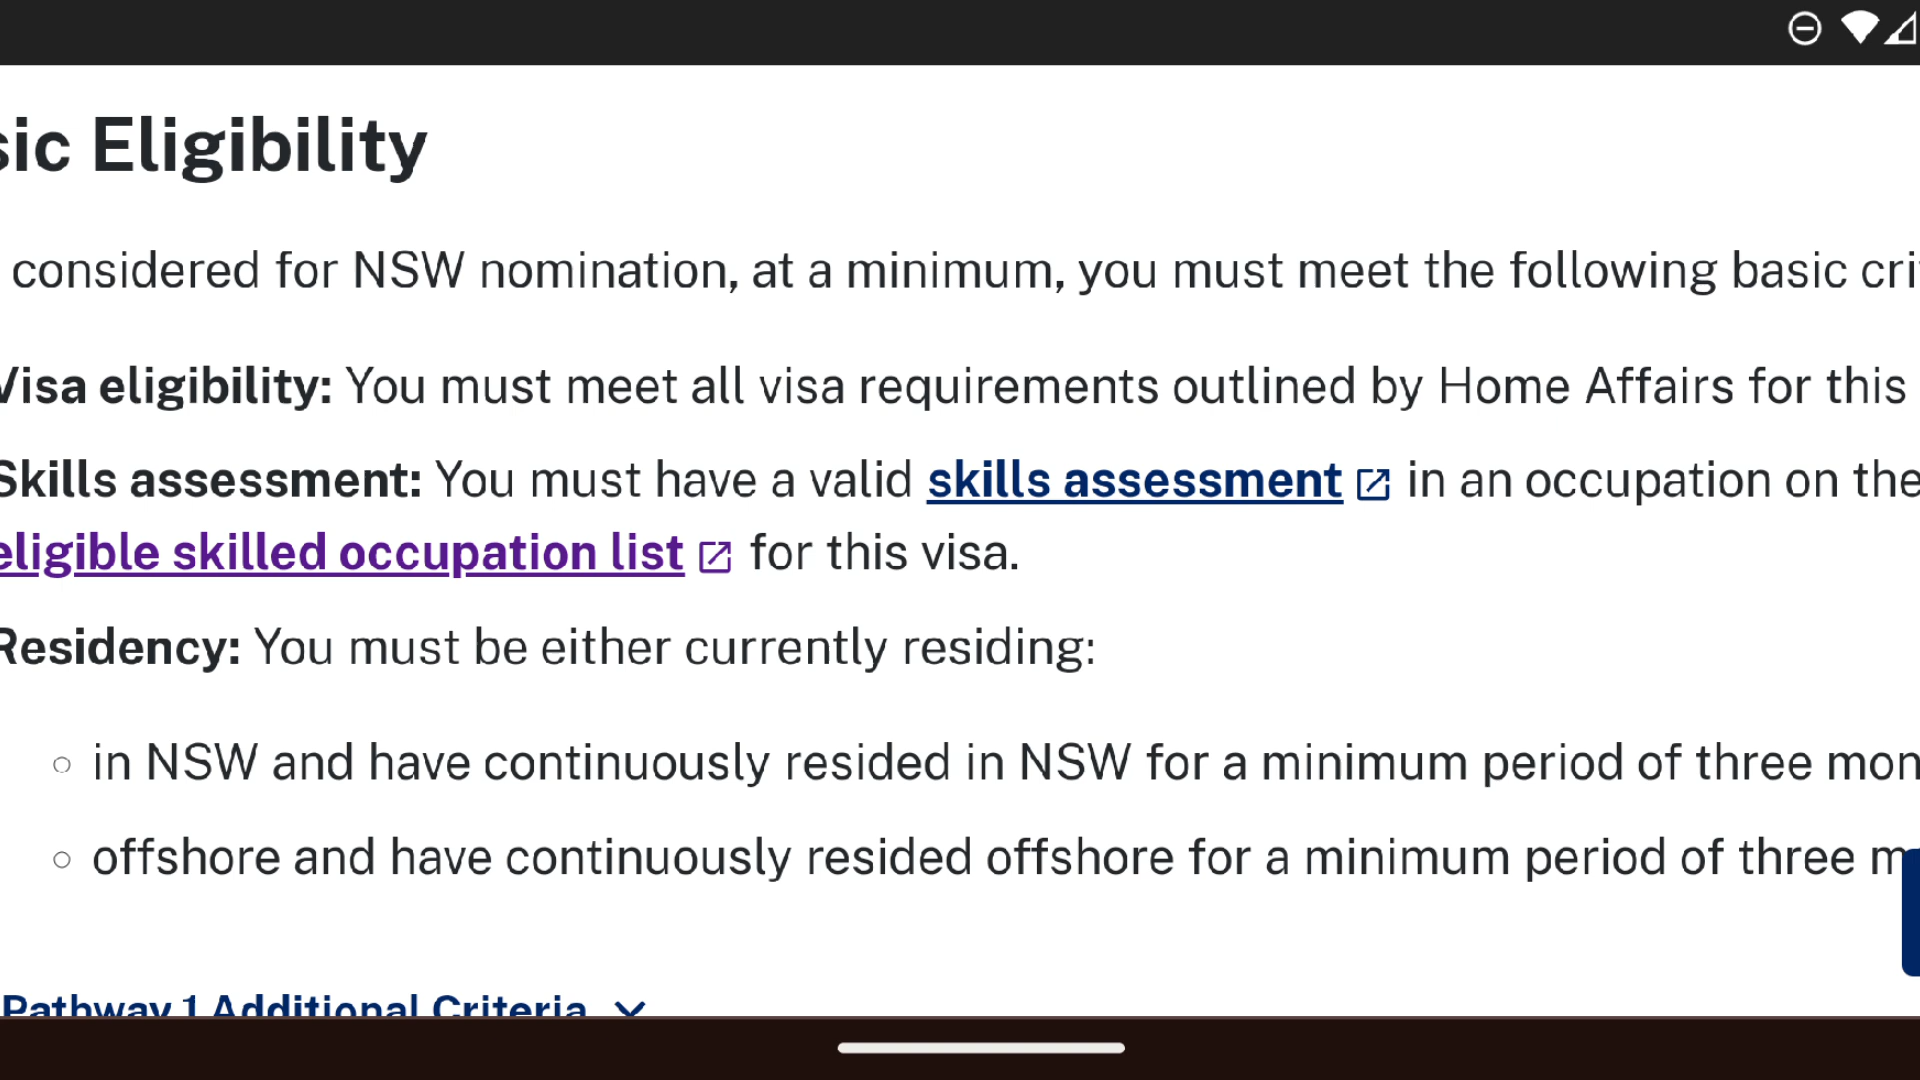 sic Eligibility
considered for NSW nomination, at a minimum, you must meet the following basic cri
Visa eligibility: You must meet all visa requirements outlined by Home Affairs for this
Skills assessment: You must have a valid skills assessment in an occupation on the
eligible skilled occupation list for this visa.
Residency: You must be either currently residing:
in NSW and have continuously resided in NSW for a minimum period of three mon
offshore and have continuously resided offshore for a minimum period of three m
Pathway 1 Additional Criteria